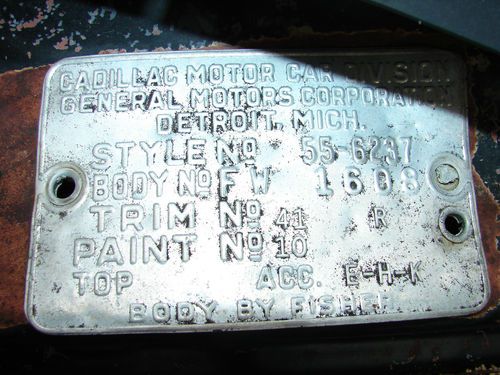 CADILLAC MOTOR CAR DIVISION
GENERAL MOTORS CORPORATION
DETROIT, MICH.
STYLE No 55-6237
BODY No FW 1608
TRIM No 41 R
PAINT No 10
TOP ACC. E-H-K
BODY BY FISHER